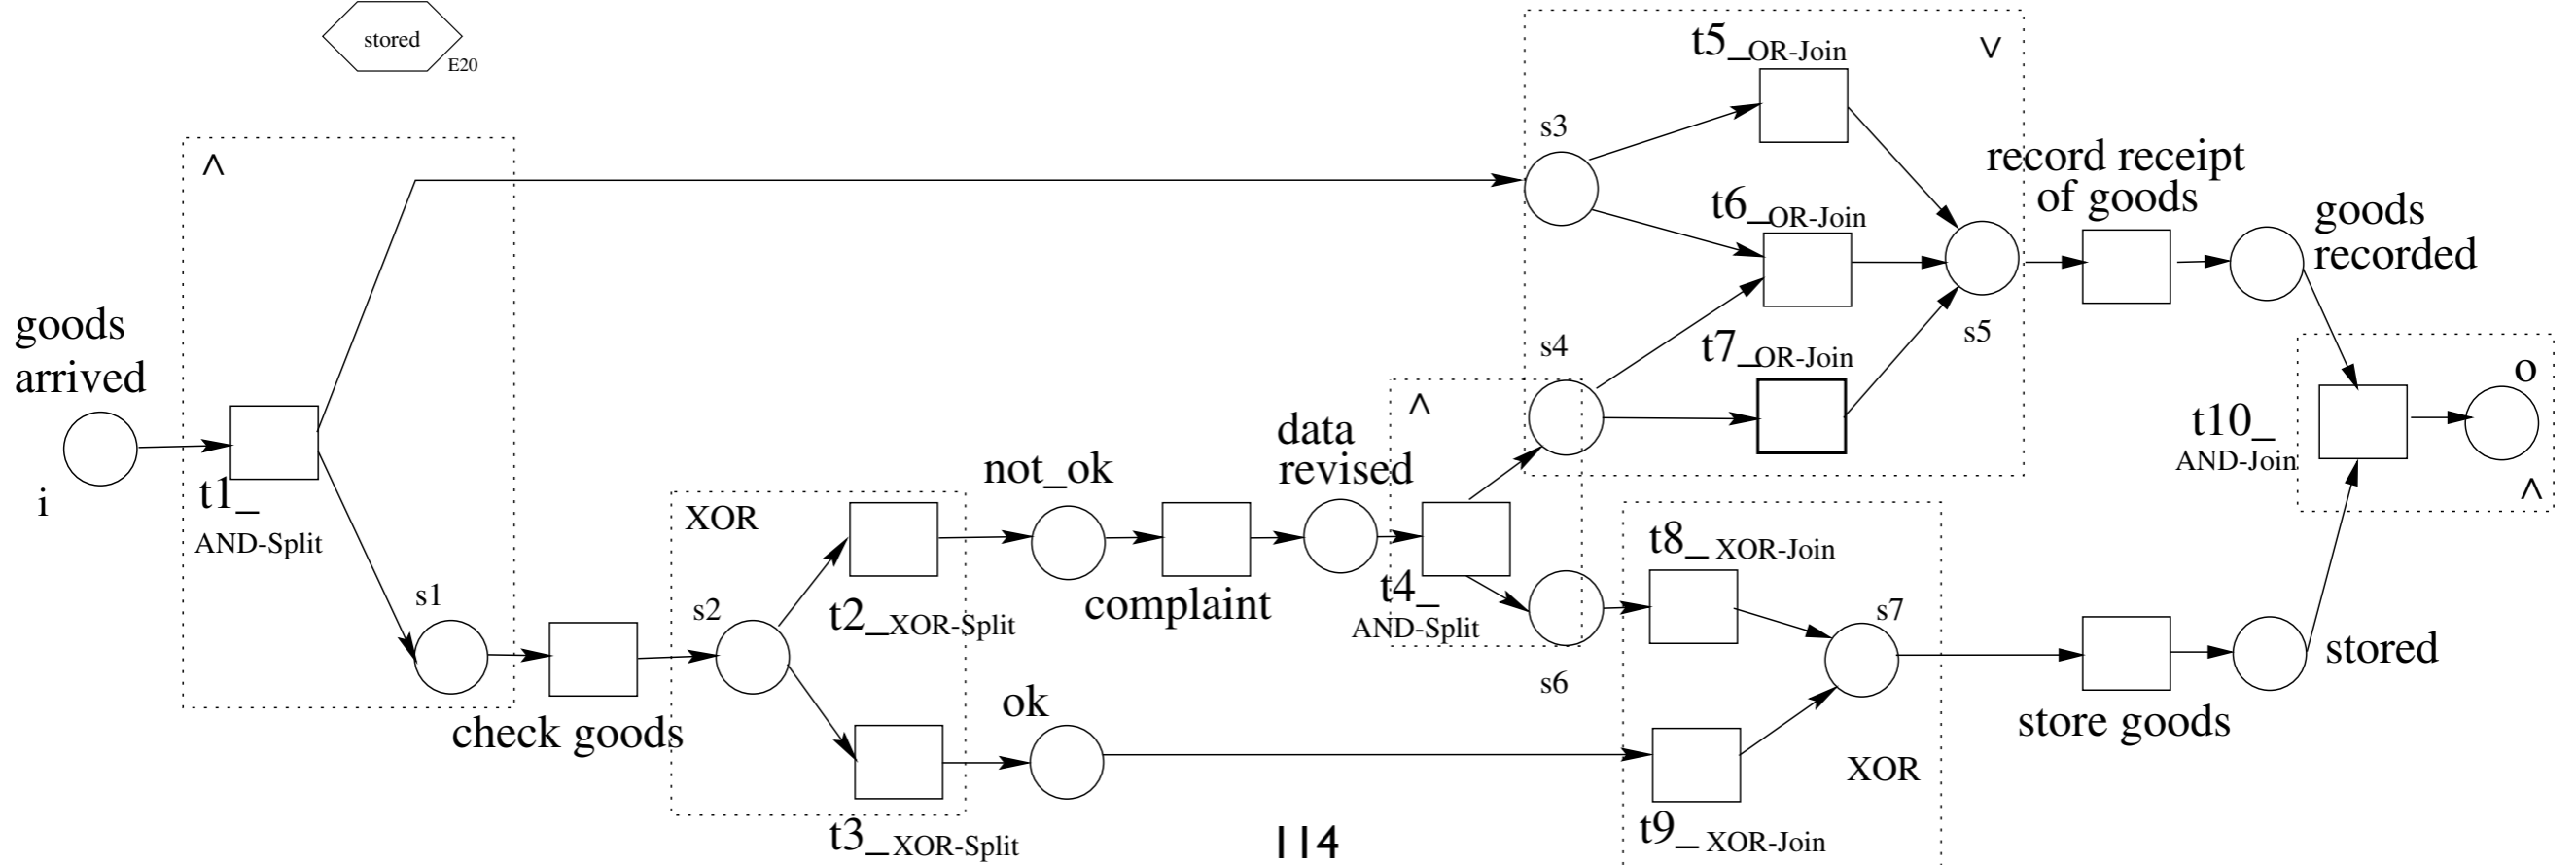 stored
E20
t5_OR-Join
∨
∧
s3
record receipt
of goods
t6_OR-Join
goods
recorded
goods
arrived
s4
t7_OR-Join
s5
o
∧
data
revised
t10_
AND-Join
not_ok
i
t1_
AND-Split
XOR
∧
t8_ XOR-Join
t4_
AND-Split
complaint
s1
s2
t2_XOR-Split
s7
stored
s6
ok
check goods
store goods
XOR
t3_XOR-Split
t9_ XOR-Join
114